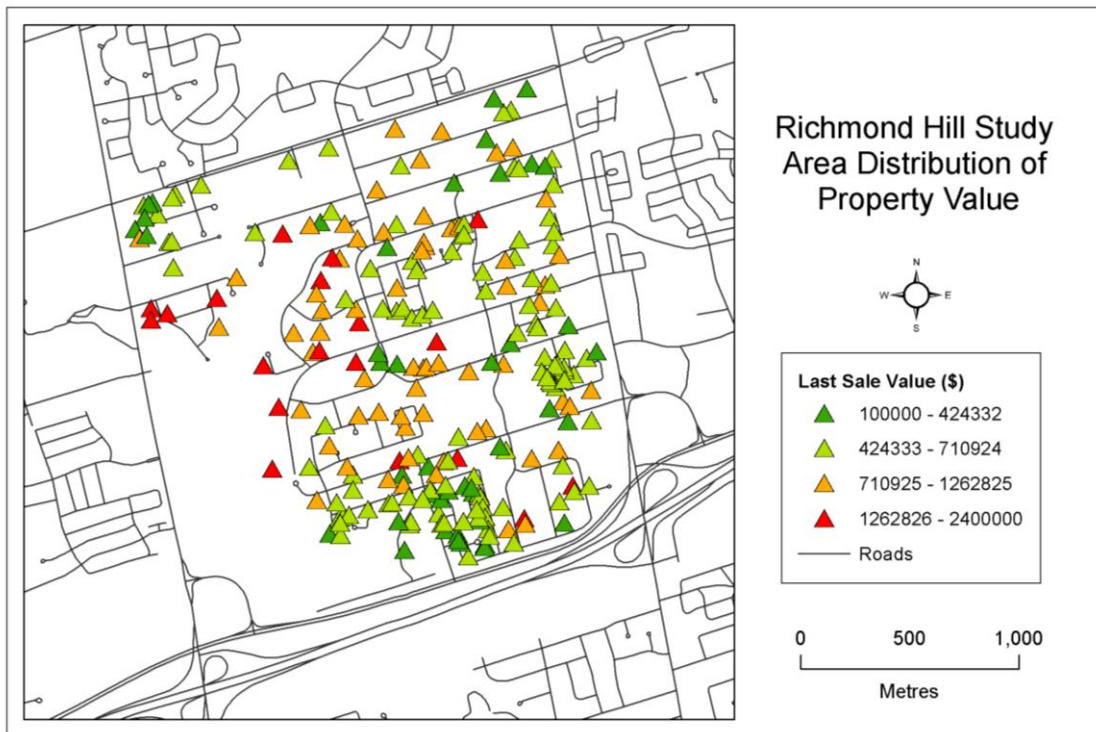 Richmond Hill Study
Area Distribution of
Property Value
N
W E
S
Last Sale Value ($)
100000 - 424332
424333 - 710924
710925 - 1262825
1262826 - 2400000
Roads
0 500 1,000
Metres